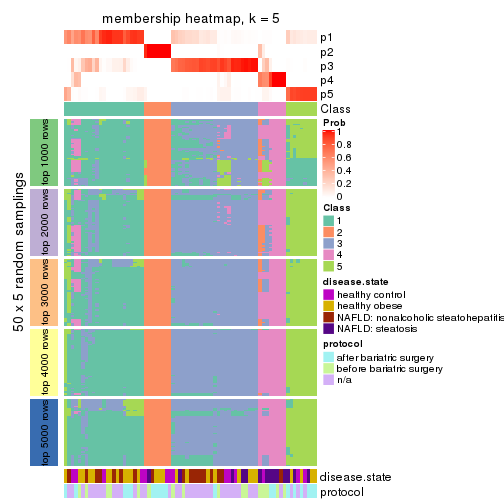 membership heatmap, k = 5
p1
p2
p3
p4
p5
Class
50 x 5 random samplings
top 1000 rows
top 2000 rows
top 3000 rows
top 4000 rows
top 5000 rows
disease.state
protocol
Prob
1
0.8
0.6
0.4
0.2
0
Class
1
2
3
4
5
disease.state
healthy control
healthy obese
NAFLD: nonalcoholic steatohepatitis
NAFLD: steatosis
protocol
after bariatric surgery
before bariatric surgery
n/a